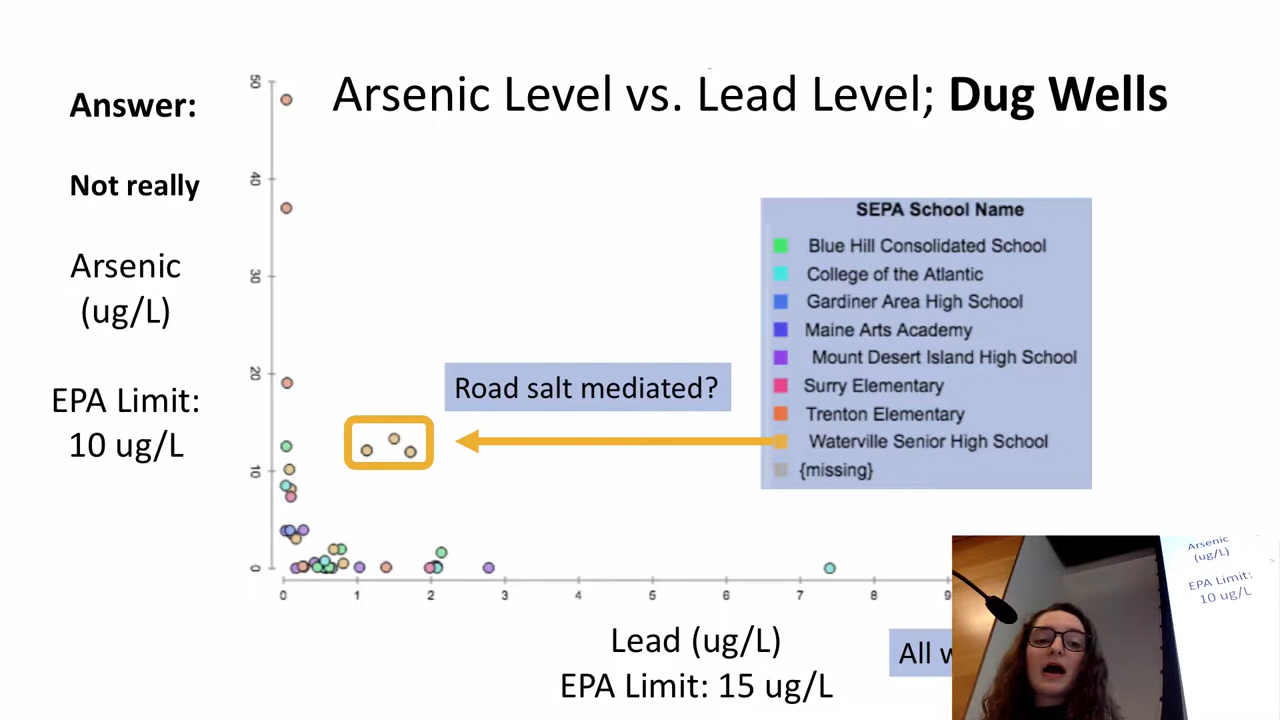 Arsenic Level vs. Lead Level; Dug Wells
Answer:
Not really
Arsenic
(ug/L)
EPA Limit:
10 ug/L
50
40
30
20
10
0
0
1
2
3
4
5
6
7
8
9
Road salt mediated?
SEPA School Name
Blue Hill Consolidated School
College of the Atlantic
Gardiner Area High School
Maine Arts Academy
Mount Desert Island High School
Surry Elementary
Trenton Elementary
Waterville Senior High School
{missing}
Lead (ug/L)
EPA Limit: 15 ug/L
All
Arsenic
(ug/L)
EPA Limit:
10 ug/L